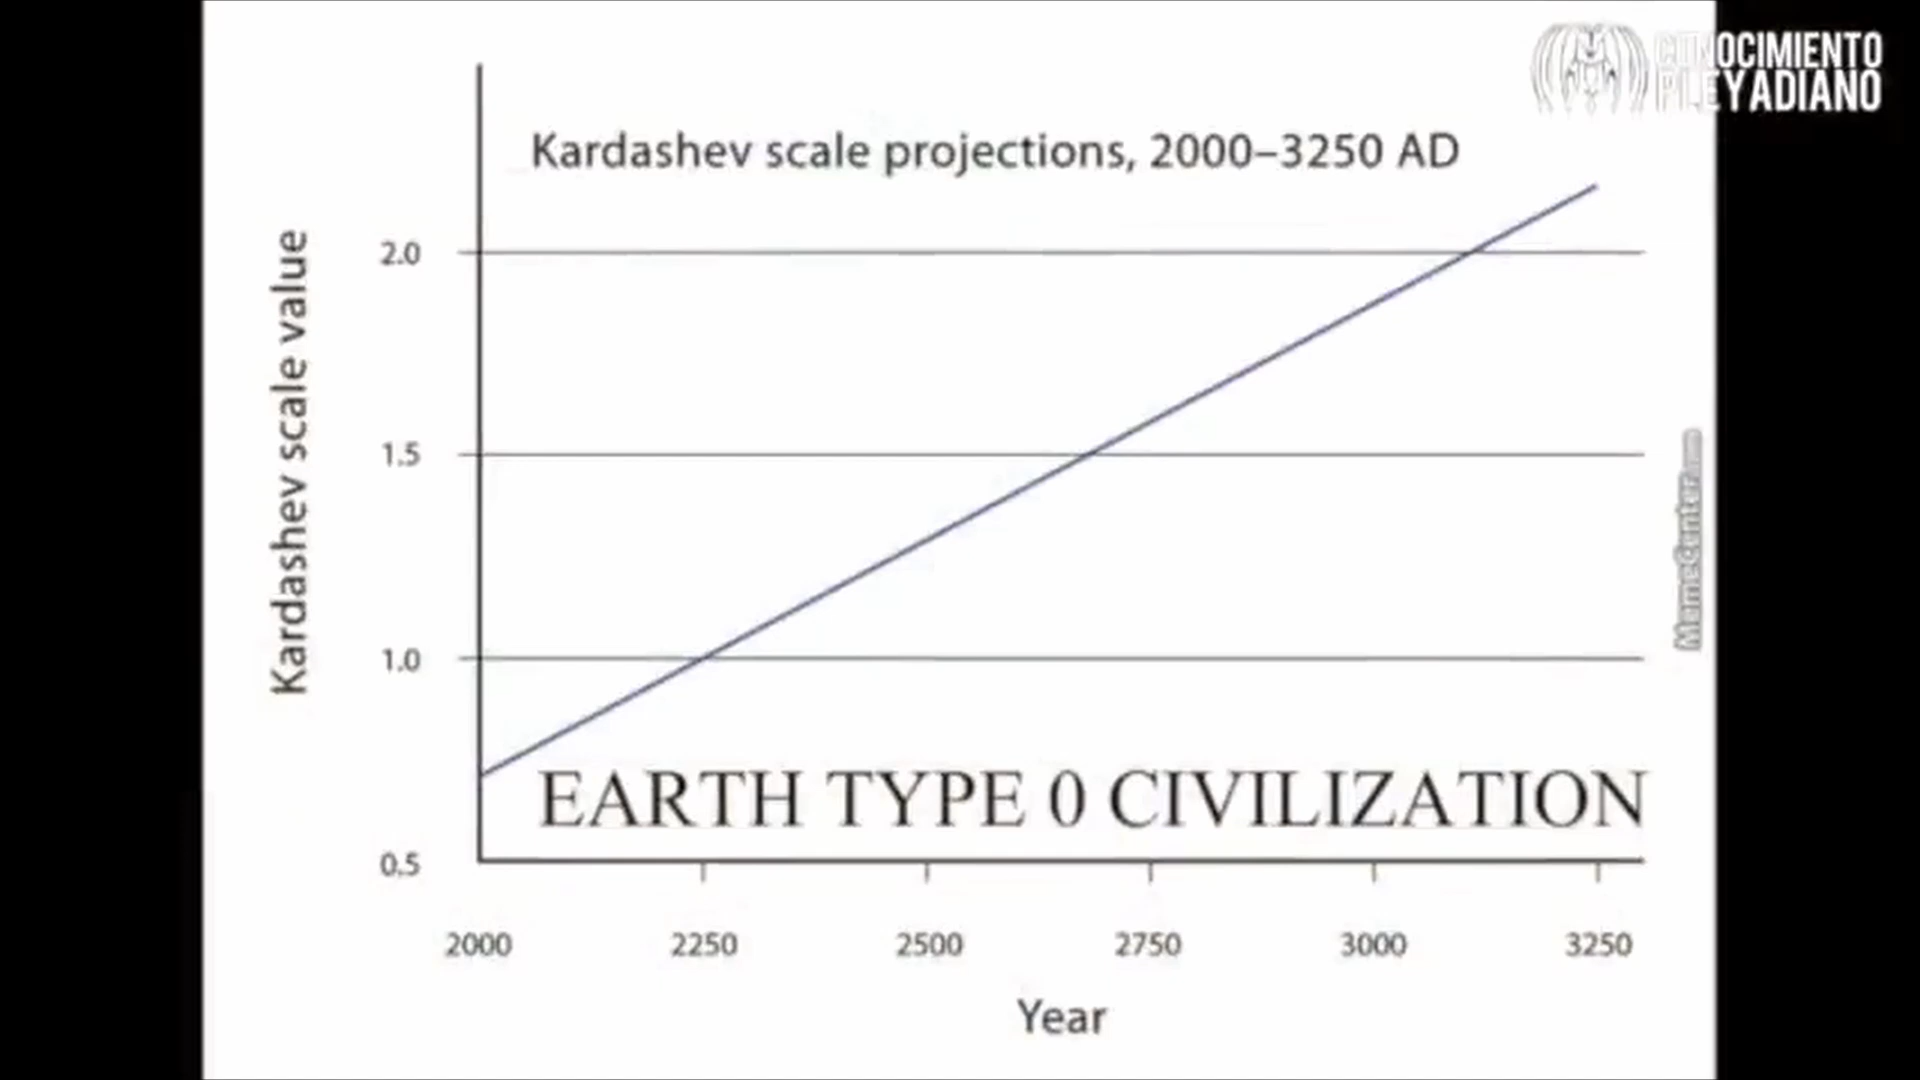 CONOCIMIENTO
PLEYADIANO
Kardashev scale projections, 2000–3250 AD
Kardashev scale value
2.0
1.5
1.0
0.5
EARTH TYPE 0 CIVILIZATION
2000 2250 2500 2750 3000 3250
Year